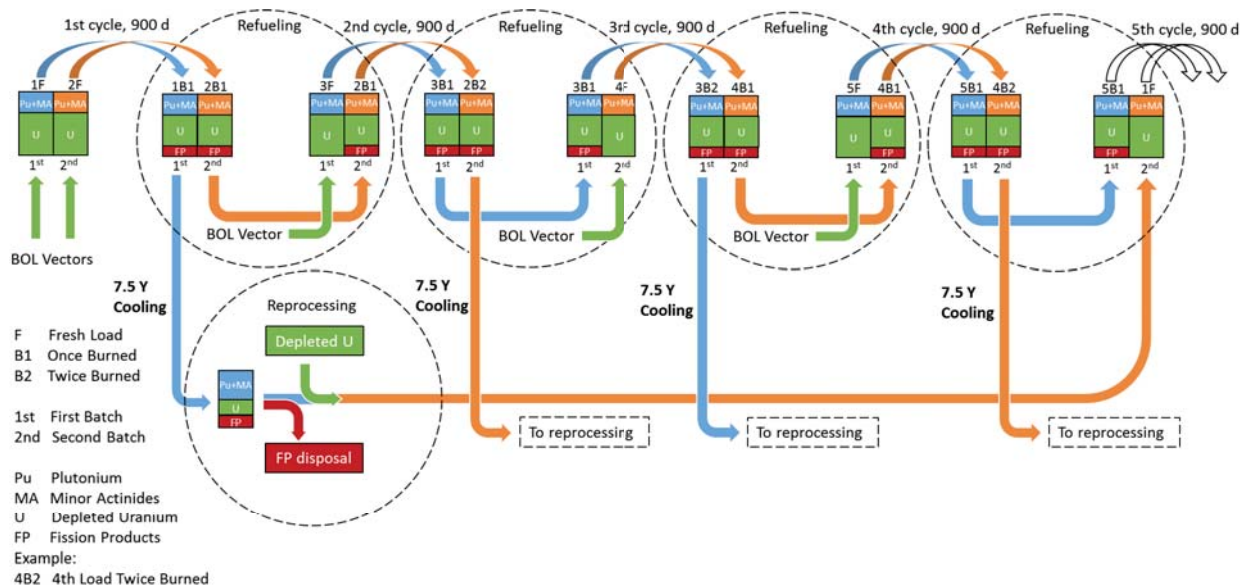 1st cycle, 900 d
Refueling
2nd cycle, 900 d
Refueling
3rd cycle, 900 d
Refueling
4th cycle, 900 d
Refueling
5th cycle, 900 d
1F 2F
1B1 2B1
3F 2B1
3B1 2B2
3B1 4F
3B2 4B1
5F 4B1
5B1 4B2
5B1 1F
Pu+MA Pu+MA
Pu+MA Pu+MA
Pu+MA Pu+MA
Pu+MA Pu+MA
Pu+MA Pu+MA
Pu+MA Pu+MA
Pu+MA Pu+MA
Pu+MA Pu+MA
Pu+MA Pu+MA
U U
U U
U U
U U
U U
U U
U U
U U
U U
FP FP
FP
FP FP
FP
FP FP
FP
FP FP
FP
1st 2nd
1st 2nd
1st 2nd
1st 2nd
1st 2nd
1st 2nd
1st 2nd
1st 2nd
1st 2nd
BOL Vectors
BOL Vector
BOL Vector
BOL Vector
7.5 Y
Cooling
7.5 Y
Cooling
7.5 Y
Cooling
7.5 Y
Cooling
Reprocessing
Depleted U
Pu+MA
U
FP
FP disposal
To reprocessing
To reprocessing
To reprocessing
F Fresh Load
B1 Once Burned
B2 Twice Burned
1st First Batch
2nd Second Batch
Pu Plutonium
MA Minor Actinides
U Depleted Uranium
FP Fission Products
Example:
4B2 4th Load Twice Burned